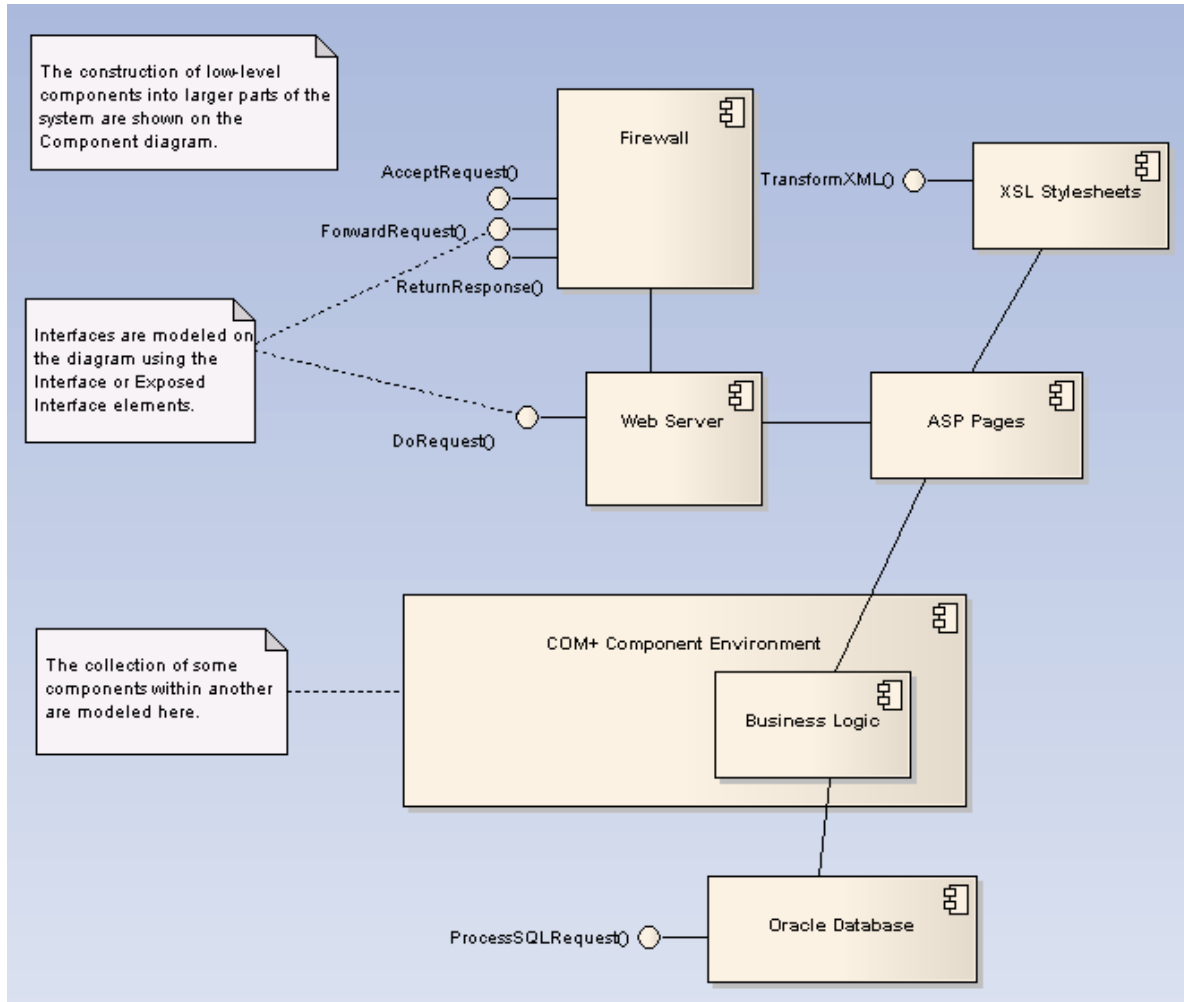 The construction of low-level
components into larger parts of the
system are shown on the
Component diagram.
Firewall
AcceptRequest()
ForwardRequest()
ReturnResponse()
TransformXML()
XSL Stylesheets
Interfaces are modeled on
the diagram using the
Interface or Exposed
Interface elements.
DoRequest()
Web Server
ASP Pages
COM+ Component Environment
The collection of some
components within another
are modeled here.
Business Logic
Oracle Database
ProcessSQLRequest()